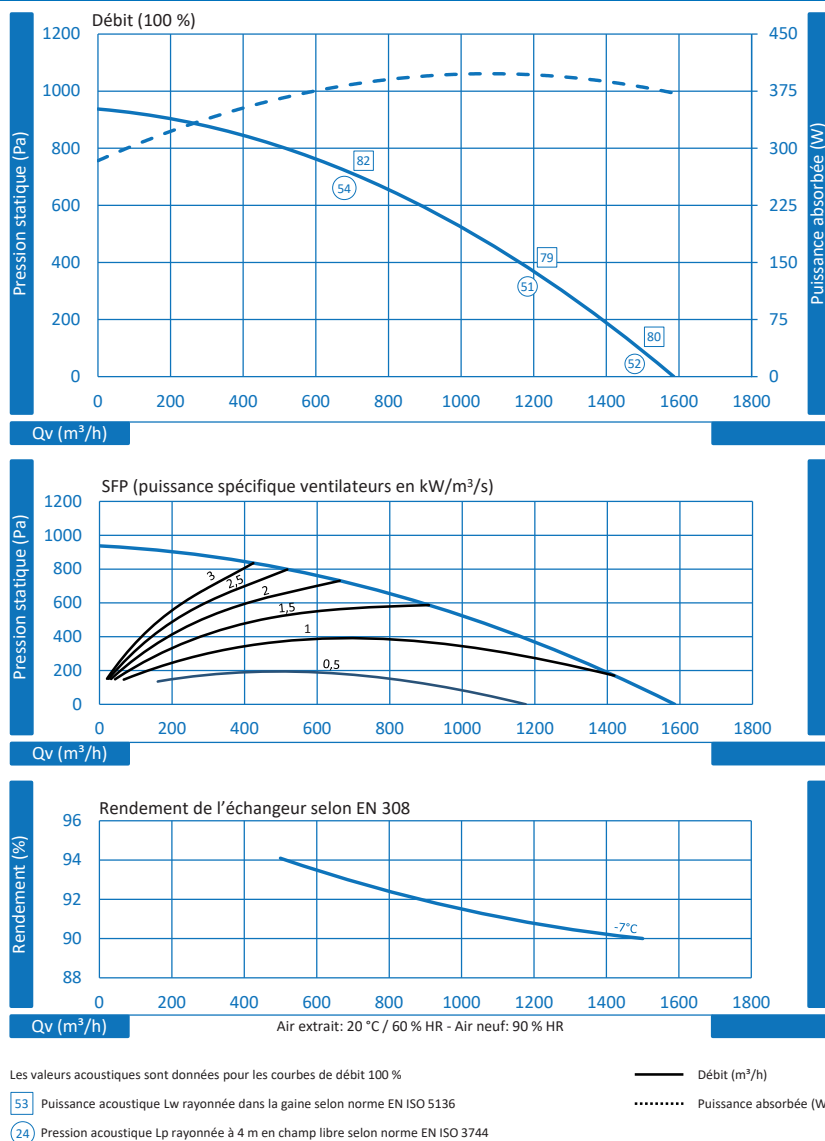 Débit (100 %)
1200
1000
800
600
400
200
0
450
375
300
225
150
75
0
Pression statique (Pa)
Puissance absorbée (W)
82
54
79
51
80
52
0 200 400 600 800 1000 1200 1400 1600 1800
Qv (m³/h)
SFP (puissance spécifique ventilateurs en kW/m³/s)
1200
1000
800
600
400
200
0
Pression statique (Pa)
3
2,5
2
1,5
1
0,5
0 200 400 600 800 1000 1200 1400 1600 1800
Qv (m³/h)
Rendement de l'échangeur selon EN 308
96
94
92
90
88
Rendement (%)
-7°C
0 200 400 600 800 1000 1200 1400 1600 1800
Qv (m³/h)
Air extrait: 20 °C / 60 % HR - Air neuf: 90 % HR
Les valeurs acoustiques sont données pour les courbes de débit 100 %
Débit (m³/h)
53 Puissance acoustique Lw rayonnée dans la gaine selon norme EN ISO 5136
Puissance absorbée (W
24 Pression acoustique Lp rayonnée à 4 m en champ libre selon norme EN ISO 3744